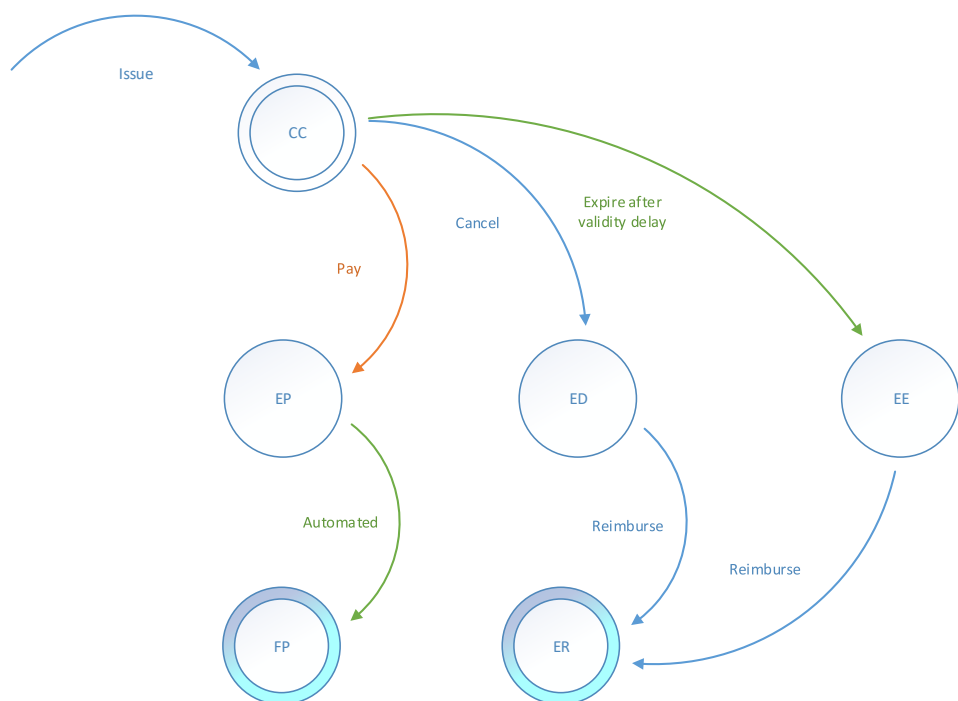 Issue
CC
Expire after
validity delay
Cancel
Pay
EP
ED
EE
Automated
Reimburse
Reimburse
FP
ER